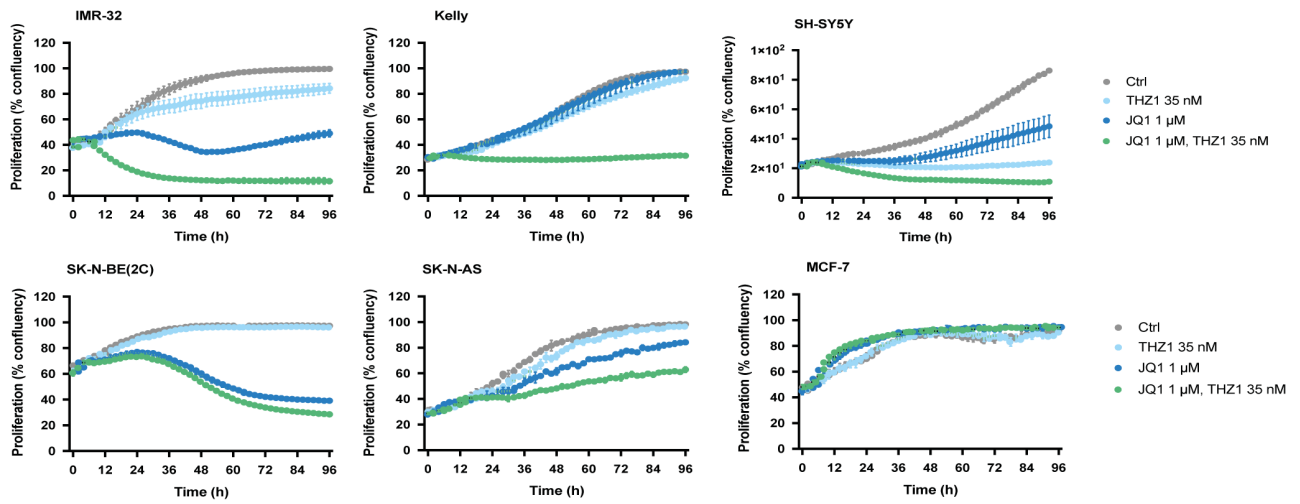 IMR-32
Kelly
SH-SY5Y
Proliferation (% confluency)
120
100
80
60
40
20
0
0 12 24 36 48 60 72 84 96
Time (h)
Proliferation (% confluency)
120
100
80
60
40
20
0
0 12 24 36 48 60 72 84 96
Time (h)
Proliferation (% confluency)
1×10²
8×10¹
6×10¹
4×10¹
2×10¹
0
0 12 24 36 48 60 72 84 96
Time (h)
Ctrl
THZ1 35 nM
JQ1 1 µM
JQ1 1 µM, THZ1 35 nM
SK-N-BE(2C)
SK-N-AS
MCF-7
Proliferation (% confluency)
120
100
80
60
40
20
0
0 12 24 36 48 60 72 84 96
Time (h)
Proliferation (% confluency)
120
100
80
60
40
20
0
0 12 24 36 48 60 72 84 96
Time (h)
Proliferation (% confluency)
150
100
50
0
0 12 24 36 48 60 72 84 96
Time (h)
Ctrl
THZ1 35 nM
JQ1 1 µM
JQ1 1 µM, THZ1 35 nM